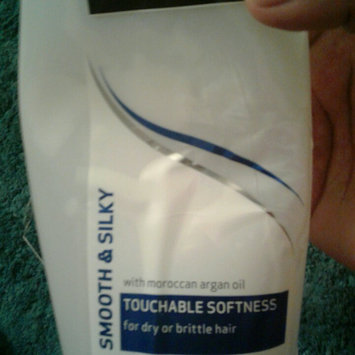 SMOOTH & SILKY
with moroccan argan oil
TOUCHABLE SOFTNESS
for dry or brittle hair